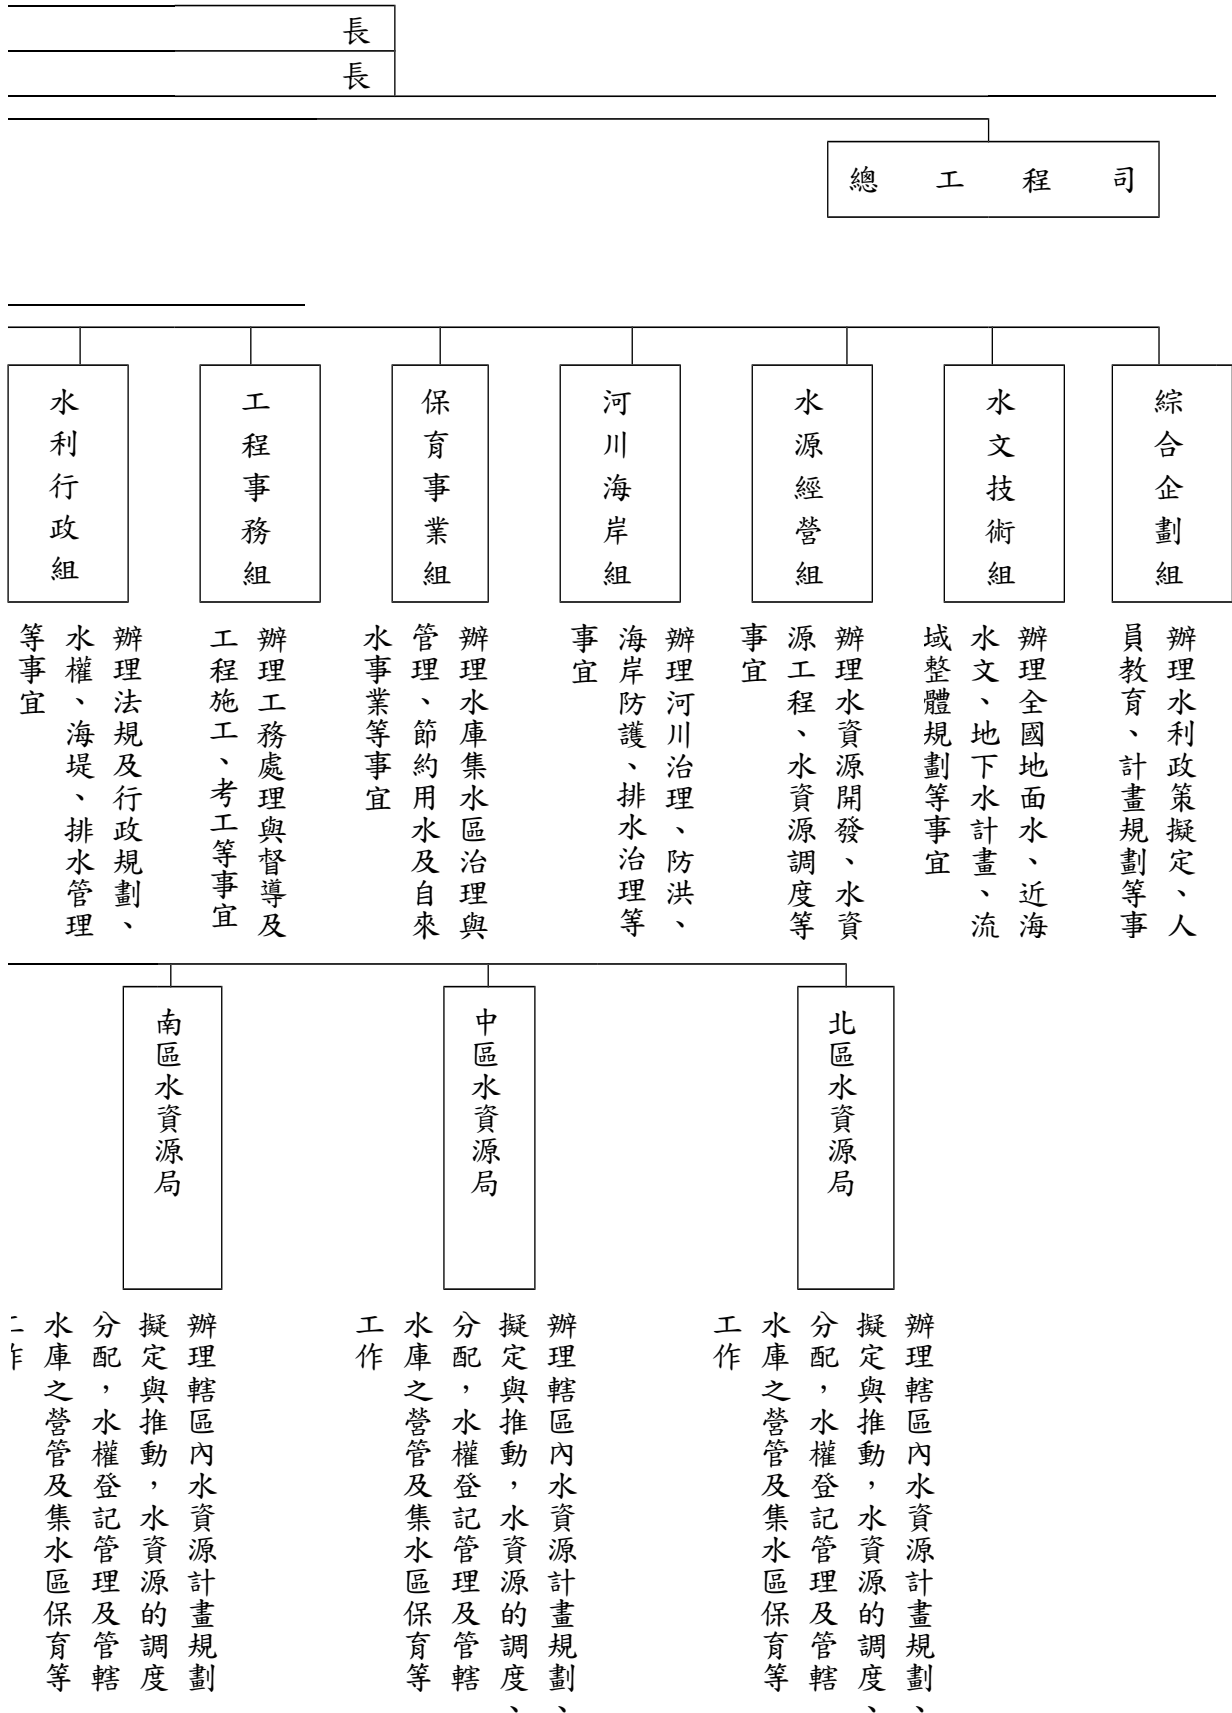 長
長
總工程司
綜合企劃組
辦理水利政策擬定、人
員教育、計畫規劃等事
水文技術組
辦理全國地面水、近海
水文、地下水計畫、流
域整體規劃等事宜
水源經營組
辦理水資源開發、水資
源工程、水資源調度等
事宜
河川海岸組
辦理河川治理、防洪、
海岸防護、排水治理等
事宜
保育事業組
辦理水庫集水區治理與
管理、節約用水及自來
水事業等事宜
工程事務組
辦理工務處理與督導及
工程施工、考工等事宜
水利行政組
辦理法規及行政規劃、
水權、海堤、排水管理
等事宜
北區水資源局
辦理轄區內水資源計畫規劃、
擬定與推動，水資源的調度、
分配，水權登記管理及管轄
水庫之營管及集水區保育等
工作
中區水資源局
辦理轄區內水資源計畫規劃、
擬定與推動，水資源的調度、
分配，水權登記管理及管轄
水庫之營管及集水區保育等
工作
南區水資源局
辦理轄區內水資源計畫規劃
擬定與推動，水資源的調度
分配，水權登記管理及管轄
水庫之營管及集水區保育等
工作